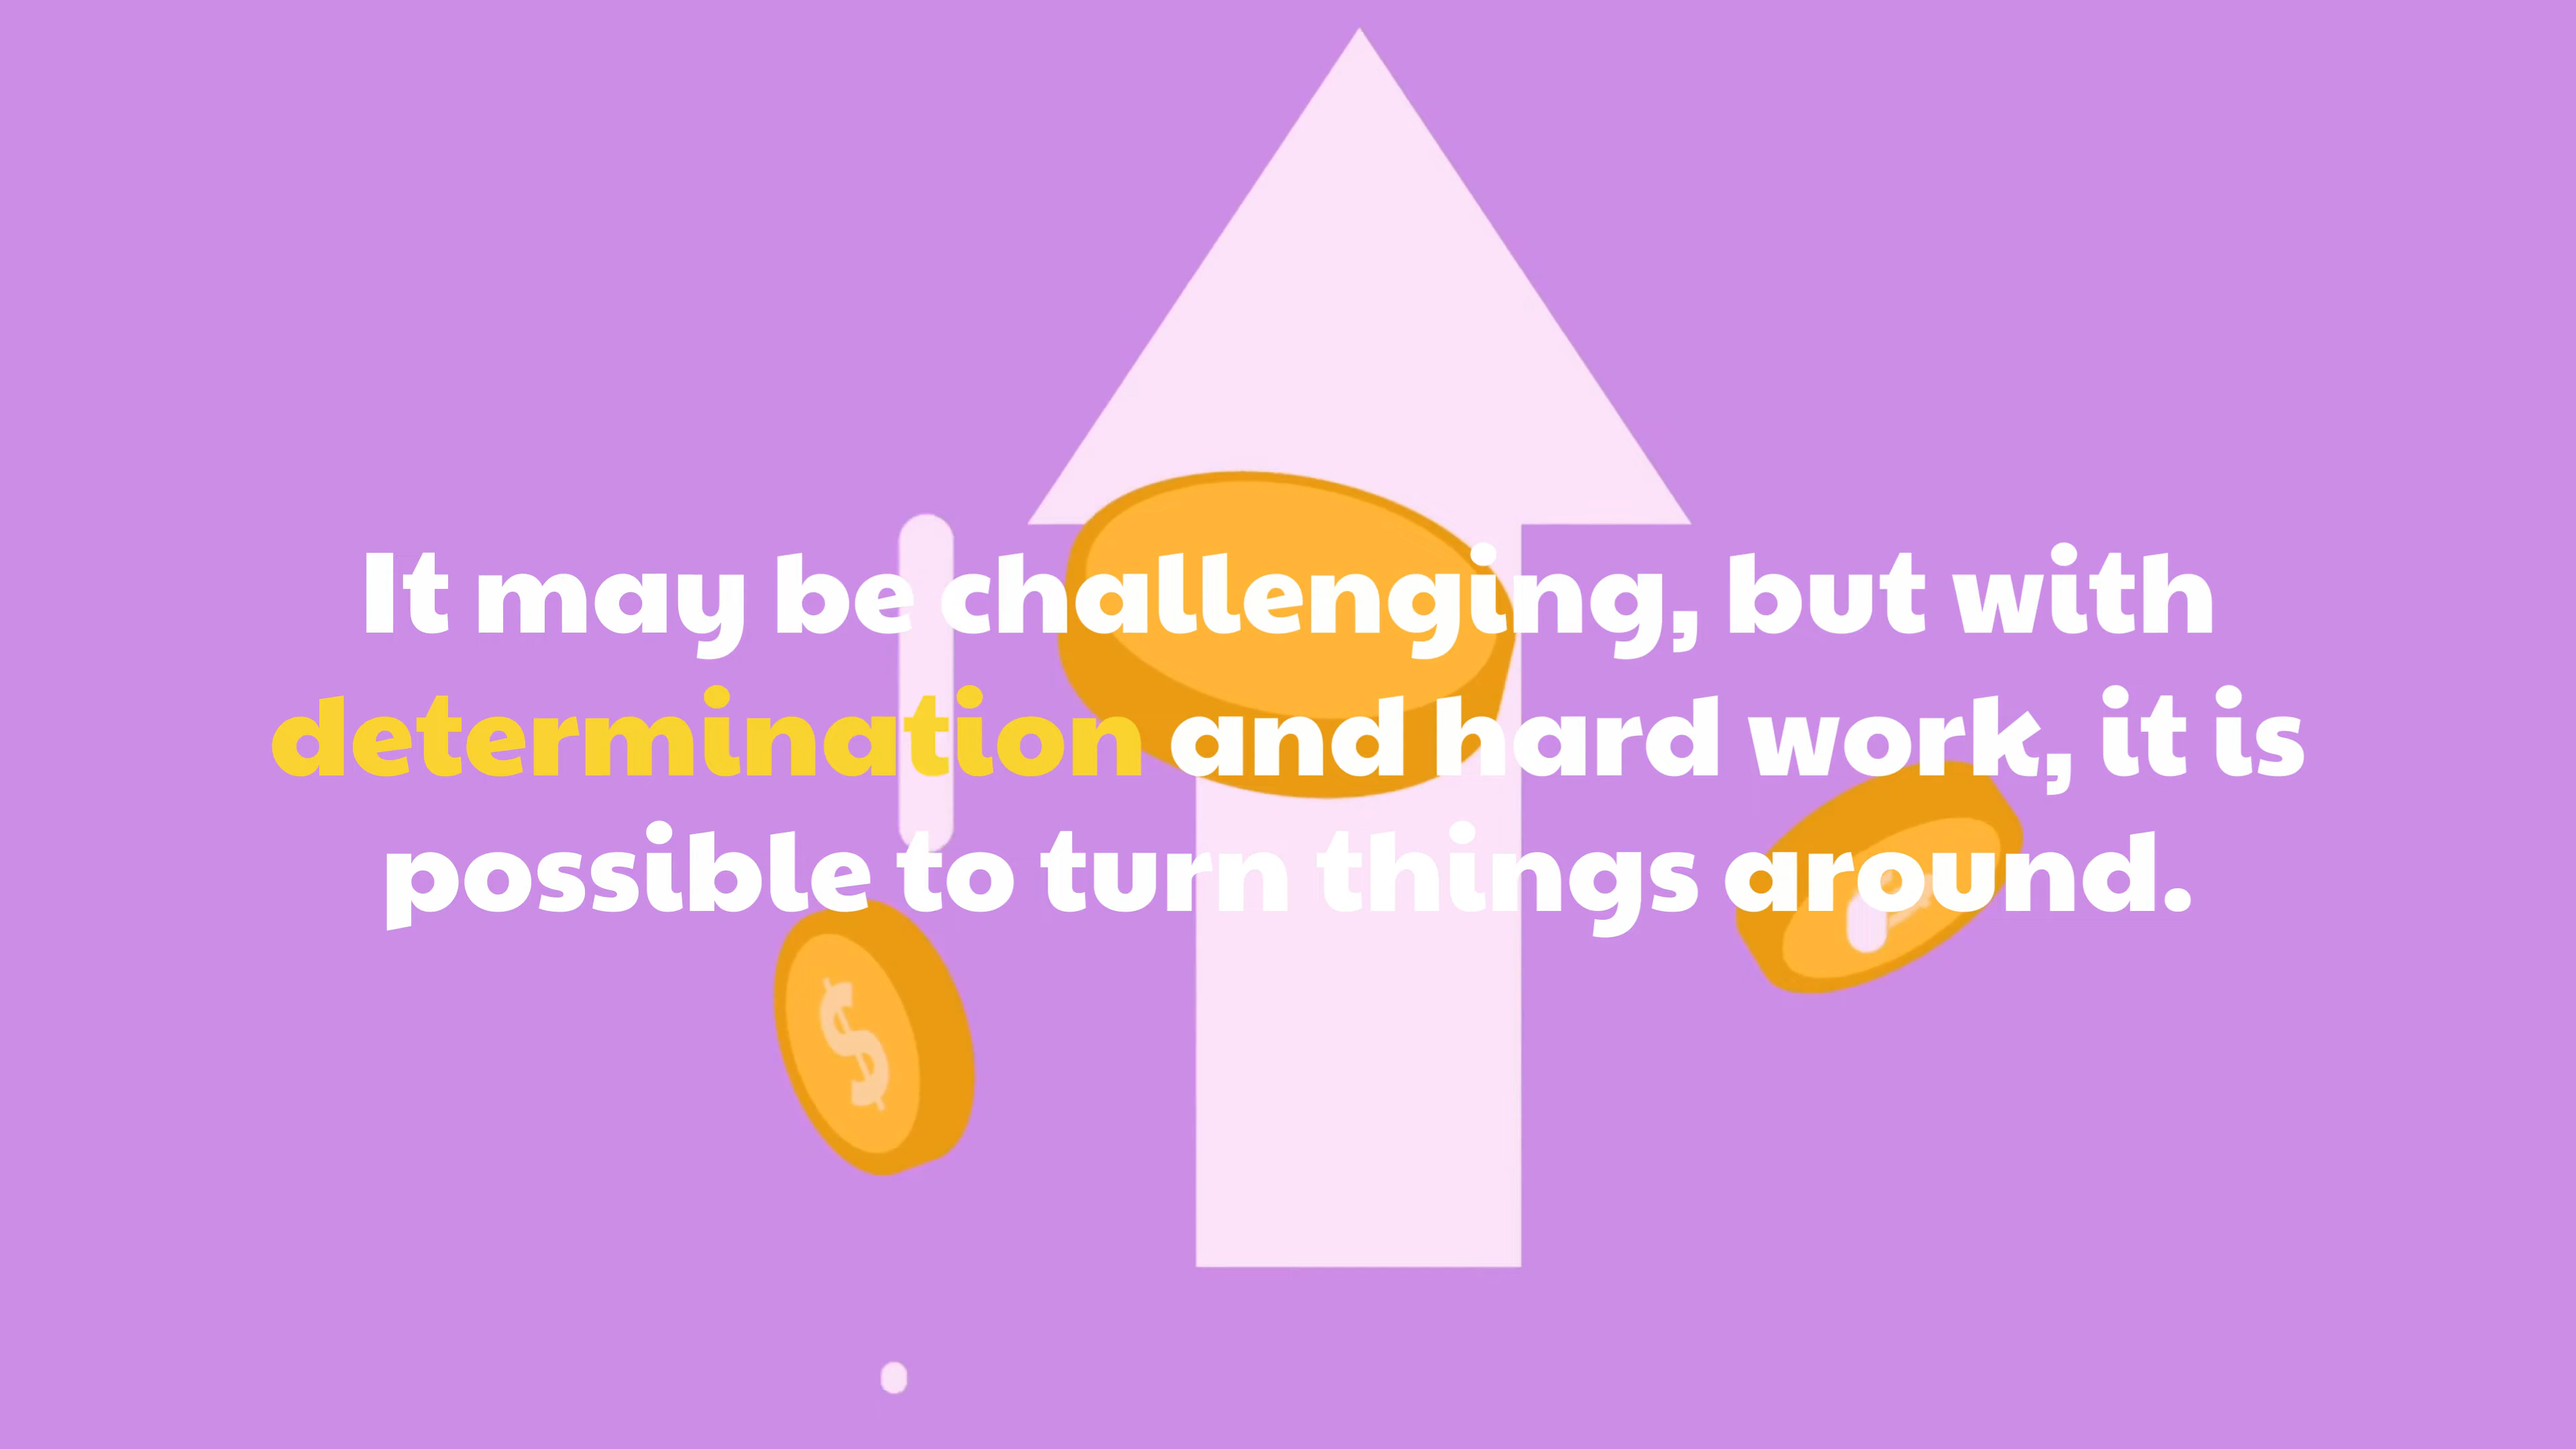 It may be challenging, but with
determination and hard work, it is
possible to turn things around.
$